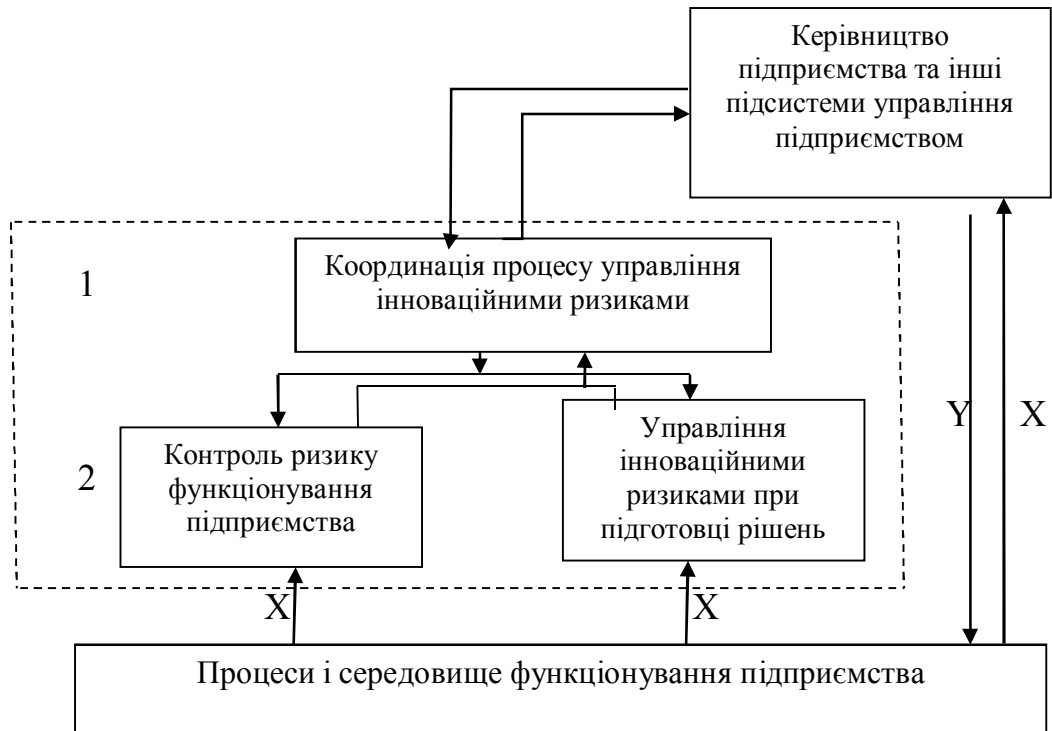 Керівництво
підприємства та інші
підсистеми управління
підприємством
1
Координація процесу управління
інноваційними ризиками
Y
X
2
Контроль ризику
функціонування
підприємства
Управління
інноваційними
ризиками при
підготовці рішень
X
X
Процеси і середовище функціонування підприємства